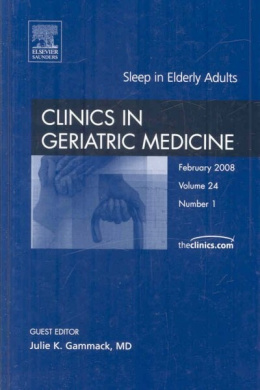 ELSEVIER
SAUNDERS
Sleep in Elderly Adults
CLINICS IN
GERIATRIC MEDICINE
February 2008
Volume 24
Number 1
theclinics.com
GUEST EDITOR
Julie K. Gammack, MD